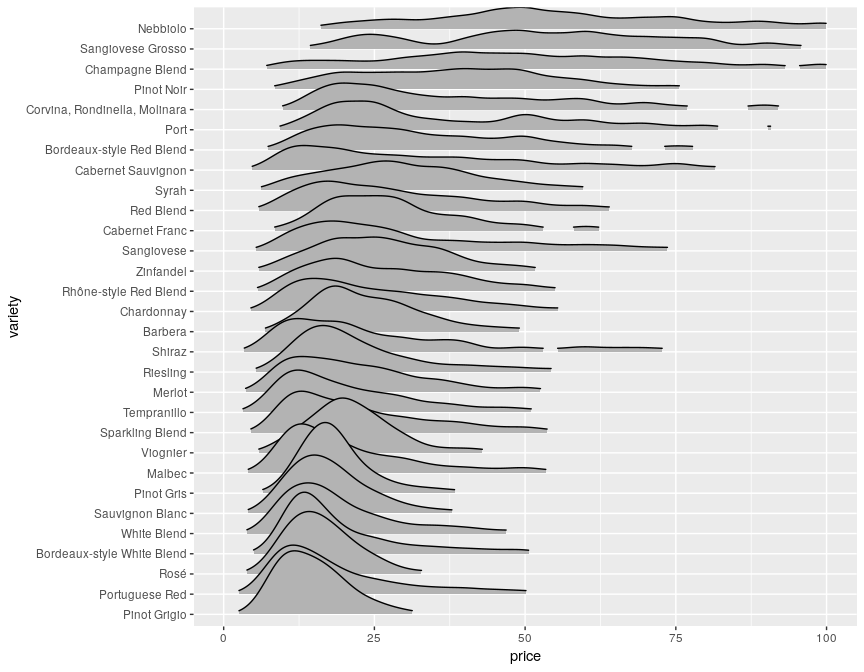 Nebbiolo
Sangiovese Grosso
Champagne Blend
Pinot Noir
Corvina, Rondinella, Molinara
Port
Bordeaux-style Red Blend
Cabernet Sauvignon
Syrah
Red Blend
Cabernet Franc
Sangiovese
Zinfandel
Rhône-style Red Blend
Chardonnay
Barbera
Shiraz
Riesling
Merlot
Tempranillo
Sparkling Blend
Viognier
Malbec
Pinot Gris
Sauvignon Blanc
White Blend
Bordeaux-style White Blend
Rosé
Portuguese Red
Pinot Grigio
variety
0 25 50 75 100
price